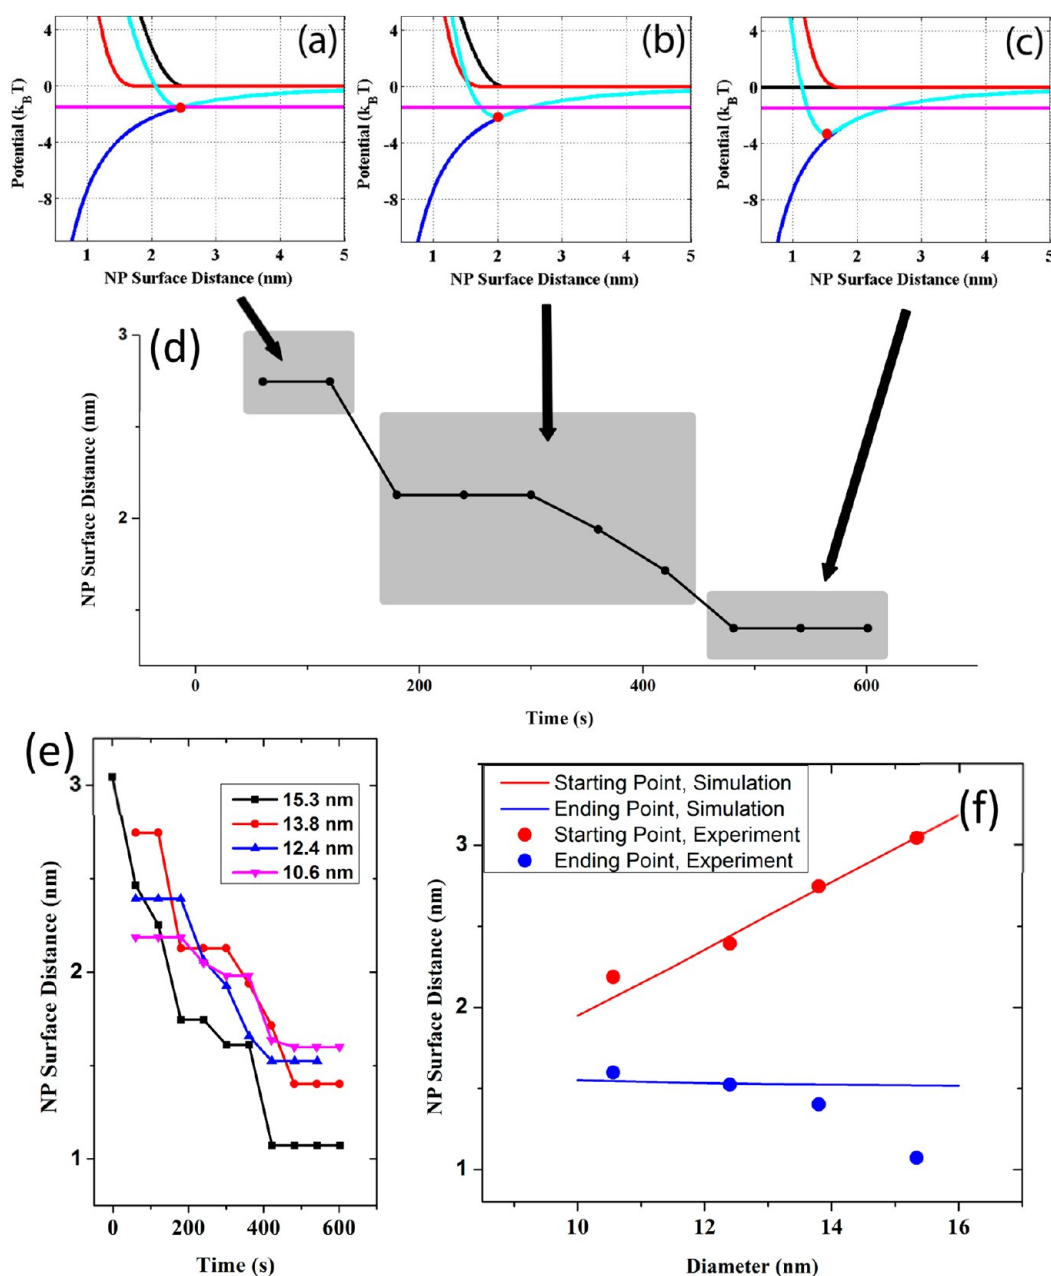 (a)
4
0
-4
-8
Potential (k_B T)
1 2 3 4 5
NP Surface Distance (nm)
(b)
4
0
-4
-8
Potential (k_B T)
1 2 3 4 5
NP Surface Distance (nm)
(c)
4
0
-4
-8
Potential (k_B T)
1 2 3 4 5
NP Surface Distance (nm)
(d)
3
2
NP Surface Distance (nm)
0 200 400 600
Time (s)
(e)
3
2
1
NP Surface Distance (nm)
15.3 nm
13.8 nm
12.4 nm
10.6 nm
0 200 400 600
Time (s)
(f)
Starting Point, Simulation
Ending Point, Simulation
Starting Point, Experiment
Ending Point, Experiment
3
2
1
NP Surface Distance (nm)
10 12 14 16
Diameter (nm)